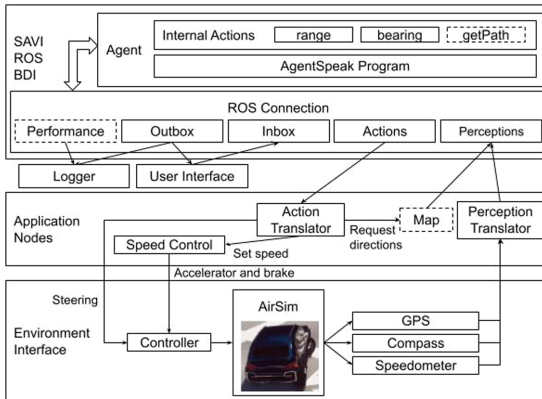 SAVI
ROS
BDI
Agent
Internal Actions
range
bearing
getPath
AgentSpeak Program
ROS Connection
Performance
Outbox
Inbox
Actions
Perceptions
Logger
User Interface
Application
Nodes
Action
Translator
Request
directions
Map
Perception
Translator
Speed Control
Set speed
Accelerator and brake
Steering
Environment
Interface
Controller
AirSim
GPS
Compass
Speedometer